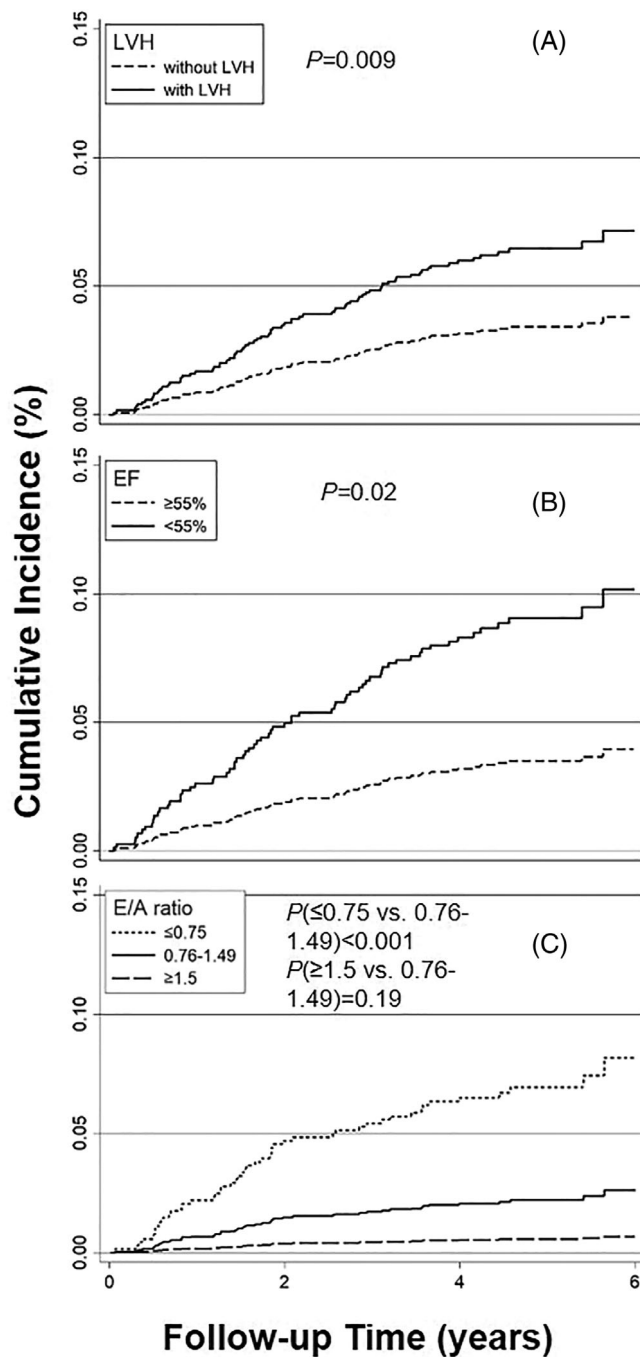 LVH
without LVH
with LVH
P=0.009
(A)
0.15
0.10
0.05
0.00
EF
≥55%
<55%
P=0.02
(B)
0.15
0.10
0.05
0.00
E/A ratio
≤0.75
0.76-1.49
≥1.5
P(≤0.75 vs. 0.76-
1.49)<0.001
P(≥1.5 vs. 0.76-
1.49)=0.19
(C)
0.15
0.10
0.05
0.00
Cumulative Incidence (%)
0 2 4 6
Follow-up Time (years)